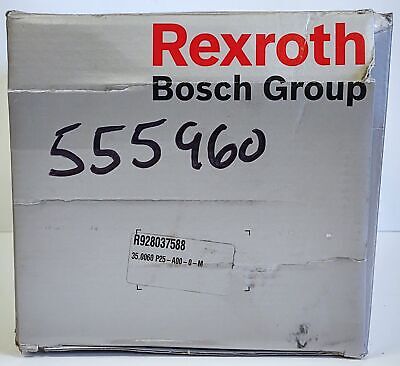 Rexroth
Bosch Group
555960
R928037588
35.0060 P25-A00-0-M